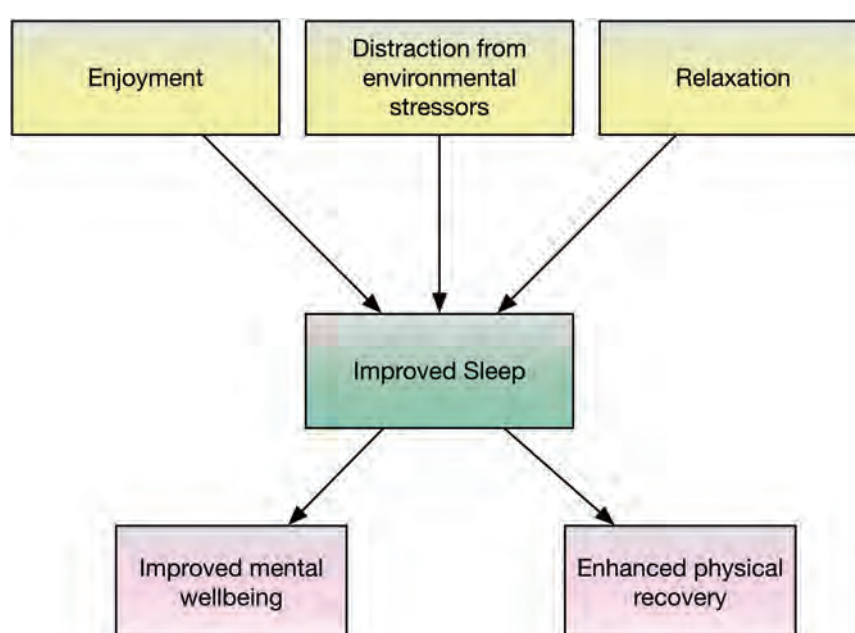 Enjoyment
Distraction from
environmental
stressors
Relaxation
Improved Sleep
Improved mental
wellbeing
Enhanced physical
recovery